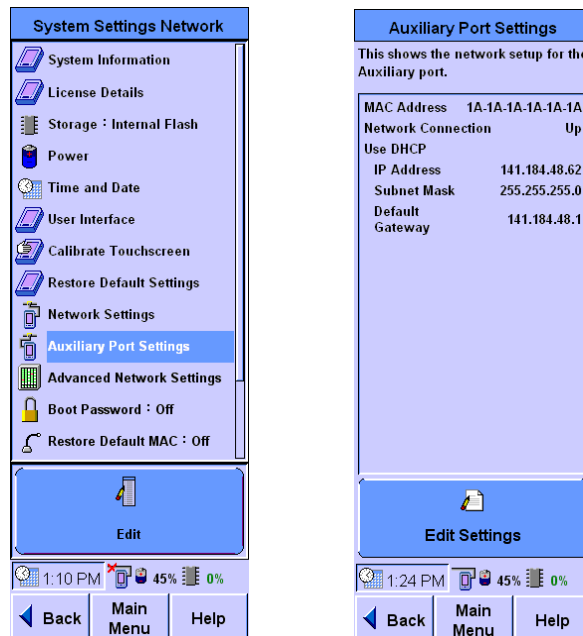 System Settings Network
System Information
License Details
Storage : Internal Flash
Power
Time and Date
User Interface
Calibrate Touchscreen
Restore Default Settings
Network Settings
Auxiliary Port Settings
Advanced Network Settings
Boot Password : Off
Restore Default MAC : Off
Edit
1:10 PM 45% 0%
Back Main Menu Help
Auxiliary Port Settings
This shows the network setup for the
Auxiliary port.
MAC Address 1A-1A-1A-1A-1A-1A
Network Connection Up
Use DHCP
IP Address 141.184.48.62
Subnet Mask 255.255.255.0
Default
Gateway 141.184.48.1
Edit Settings
1:24 PM 45% 0%
Back Main Menu Help